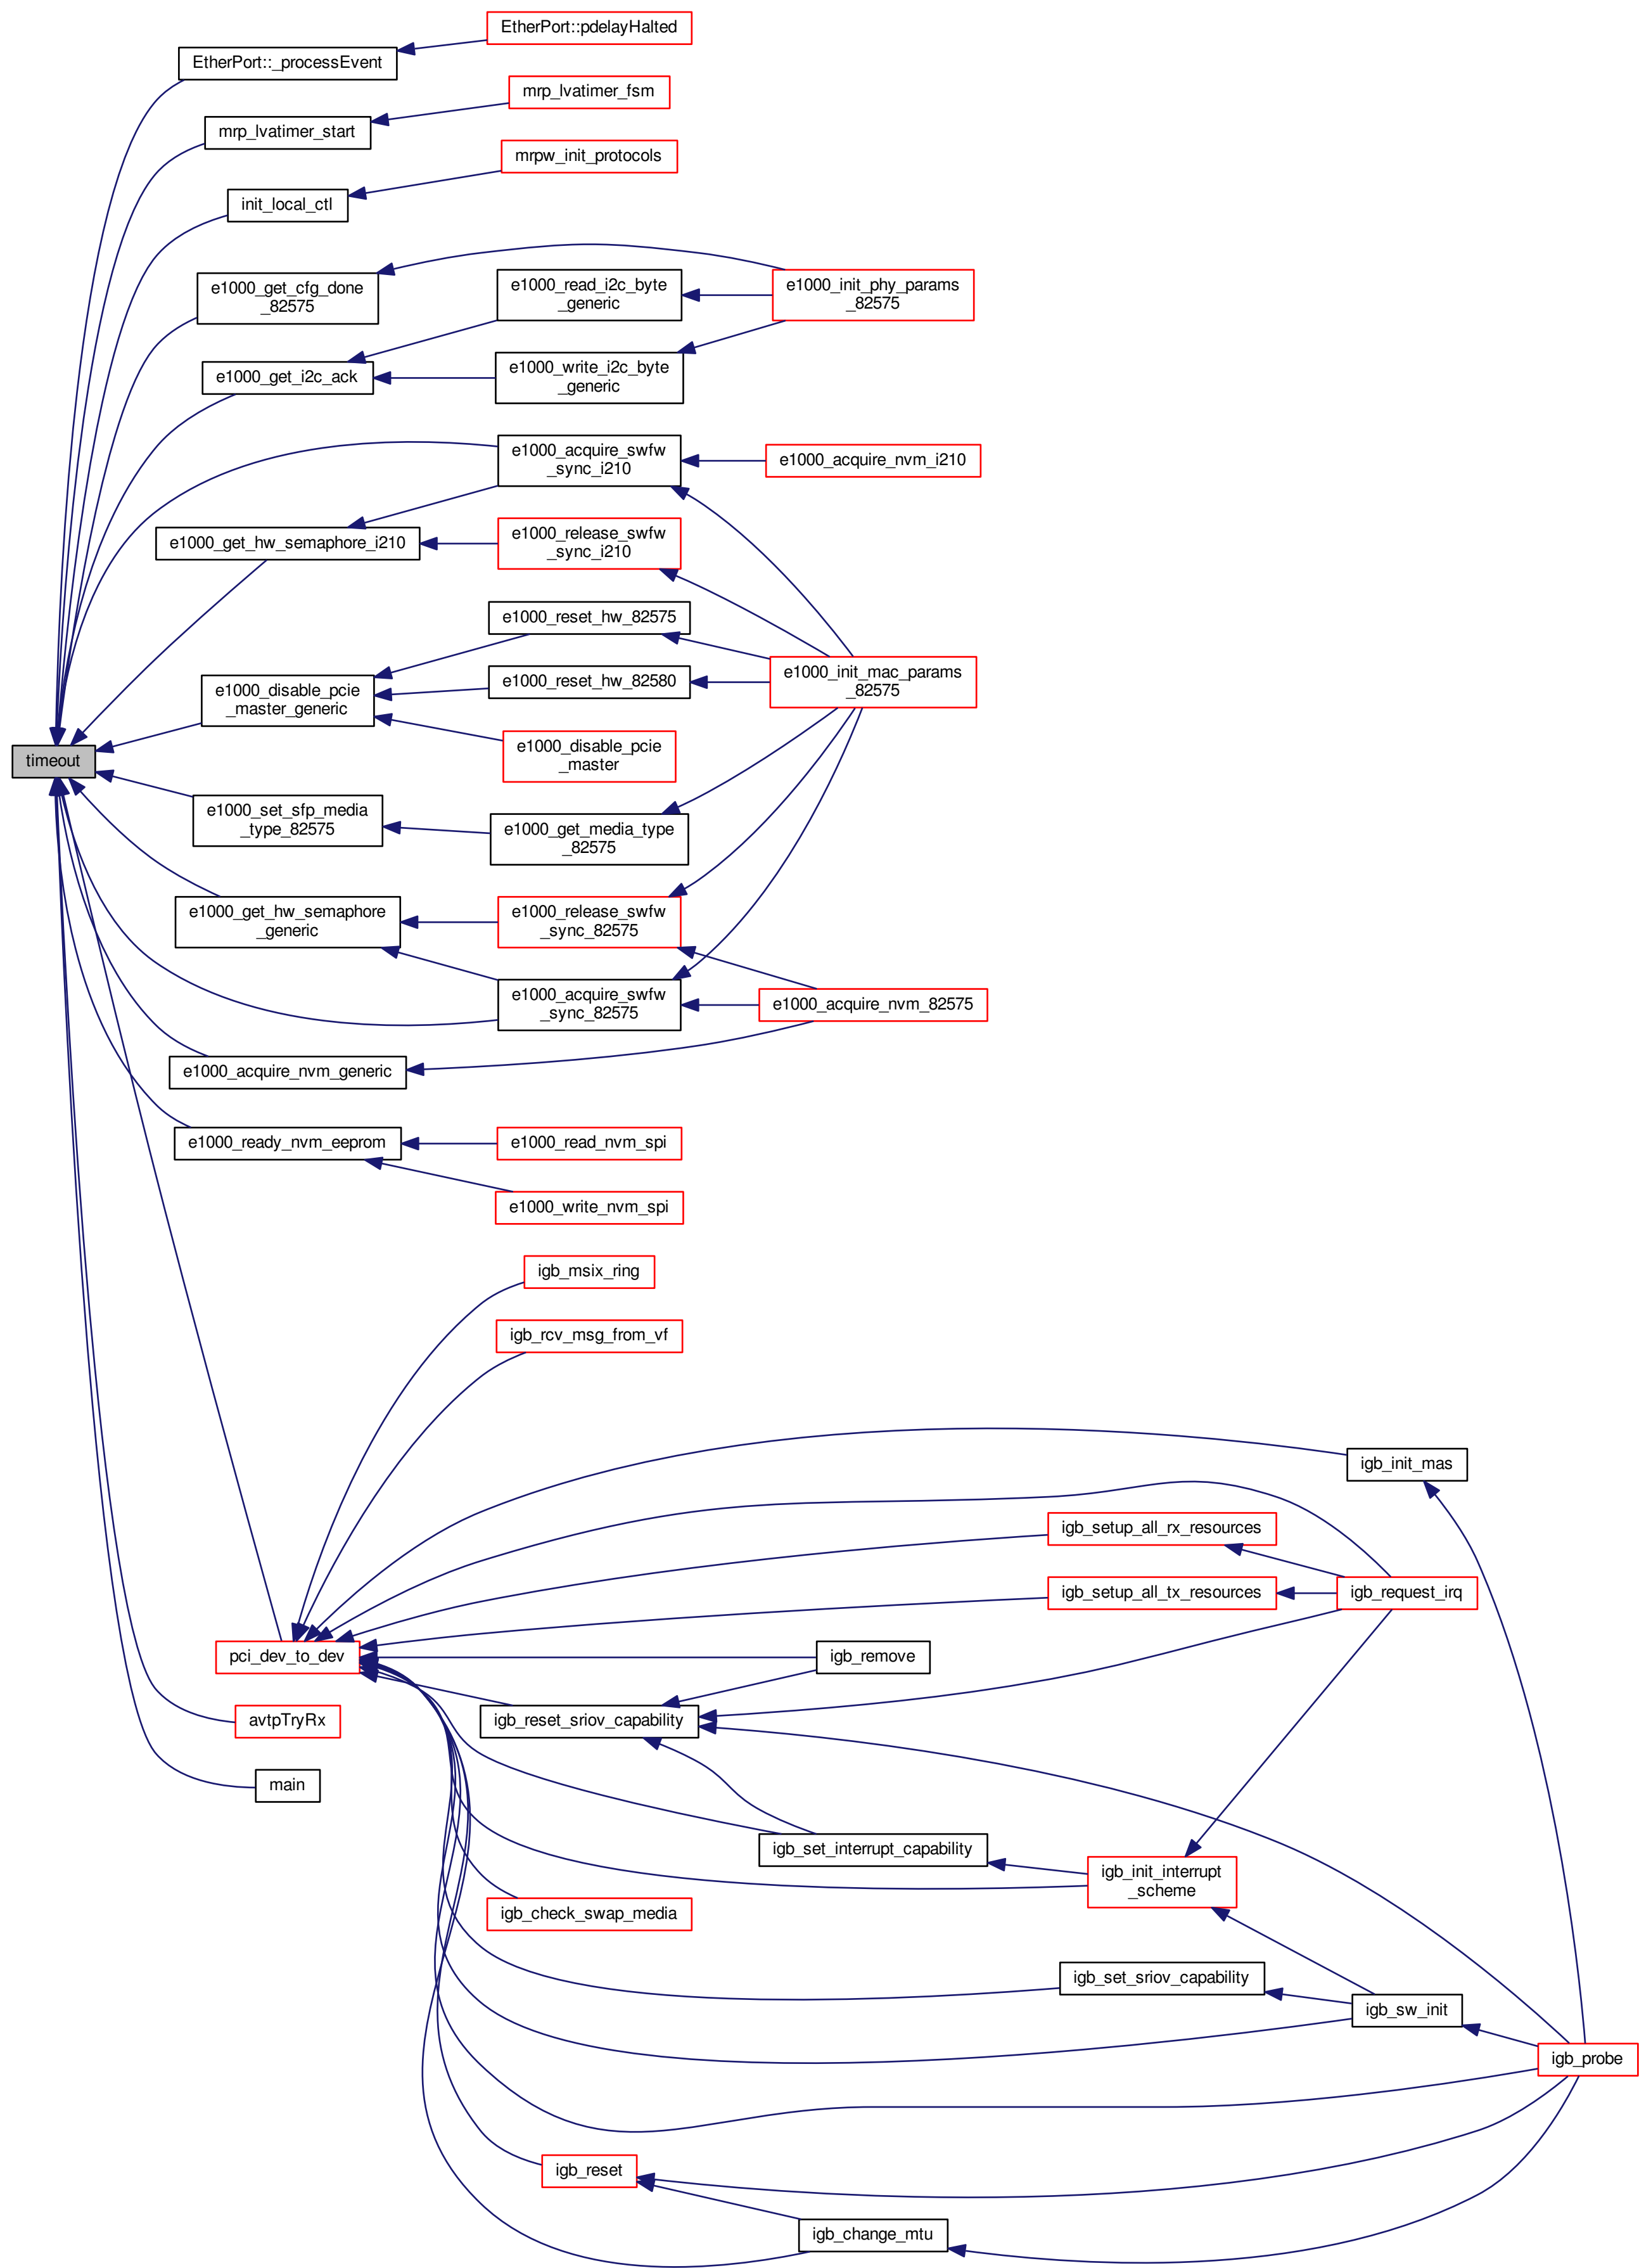 EtherPort::pdelayHalted
EtherPort::_processEvent
mrp_lvatimer_fsm
mrp_lvatimer_start
mrpw_init_protocols
init_local_ctl
e1000_get_cfg_done
_82575
e1000_read_i2c_byte
_generic
e1000_init_phy_params
_82575
e1000_get_i2c_ack
e1000_write_i2c_byte
_generic
e1000_acquire_swfw
_sync_i210
e1000_acquire_nvm_i210
e1000_get_hw_semaphore_i210
e1000_release_swfw
_sync_i210
e1000_reset_hw_82575
e1000_disable_pcie
_master_generic
e1000_reset_hw_82580
e1000_init_mac_params
_82575
timeout
e1000_disable_pcie
_master
e1000_set_sfp_media
_type_82575
e1000_get_media_type
_82575
e1000_get_hw_semaphore
_generic
e1000_release_swfw
_sync_82575
e1000_acquire_swfw
_sync_82575
e1000_acquire_nvm_82575
e1000_acquire_nvm_generic
e1000_ready_nvm_eeprom
e1000_read_nvm_spi
e1000_write_nvm_spi
igb_msix_ring
igb_rcv_msg_from_vf
igb_init_mas
igb_setup_all_rx_resources
igb_setup_all_tx_resources
igb_request_irq
pci_dev_to_dev
igb_remove
avtpTryRx
igb_reset_sriov_capability
main
igb_set_interrupt_capability
igb_init_interrupt
_scheme
igb_check_swap_media
igb_set_sriov_capability
igb_sw_init
igb_probe
igb_reset
igb_change_mtu